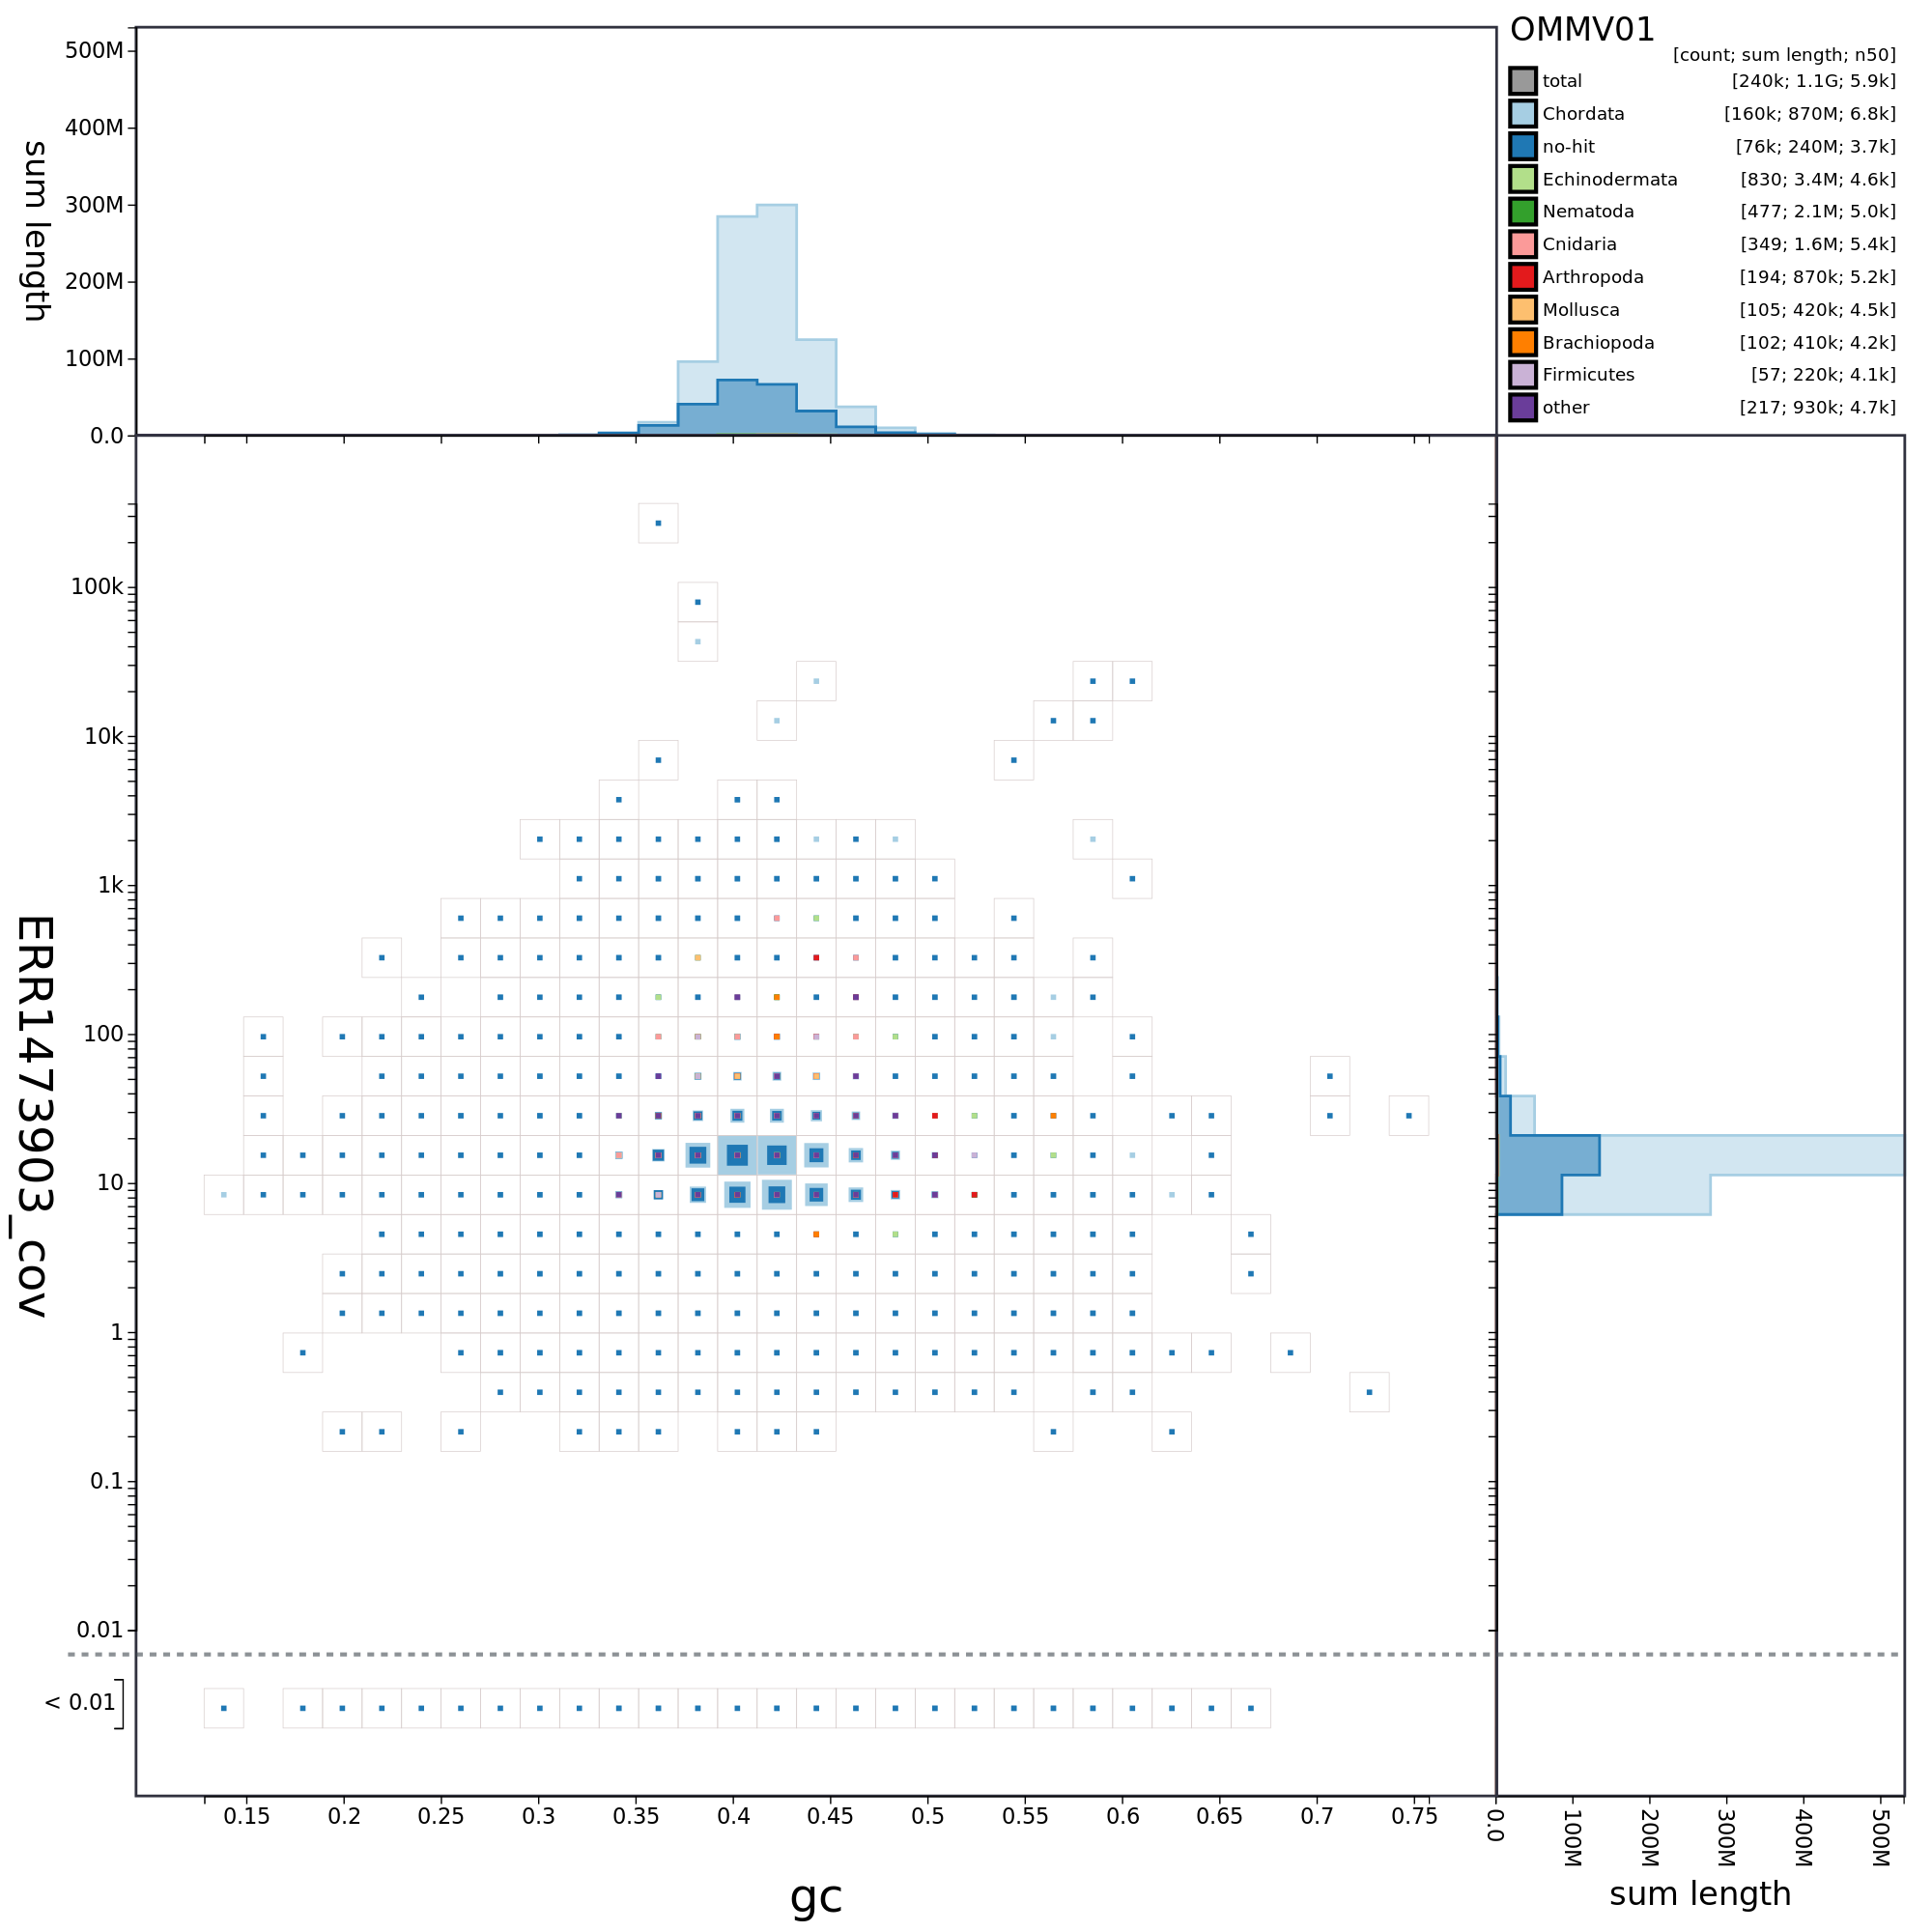 OMMV01
[count; sum length; n50]
total [240k; 1.1G; 5.9k]
Chordata [160k; 870M; 6.8k]
no-hit [76k; 240M; 3.7k]
Echinodermata [830; 3.4M; 4.6k]
Nematoda [477; 2.1M; 5.0k]
Cnidaria [349; 1.6M; 5.4k]
Arthropoda [194; 870k; 5.2k]
Mollusca [105; 420k; 4.5k]
Brachiopoda [102; 410k; 4.2k]
Firmicutes [57; 220k; 4.1k]
other [217; 930k; 4.7k]
500M
400M
300M
200M
100M
0.0
sum length
100k
10k
1k
100
10
1
0.1
0.01
< 0.01
ERR1473903_cov
0.15 0.2 0.25 0.3 0.35 0.4 0.45 0.5 0.55 0.6 0.65 0.7 0.75
gc
0.0 100M 200M 300M 400M 500M
sum length